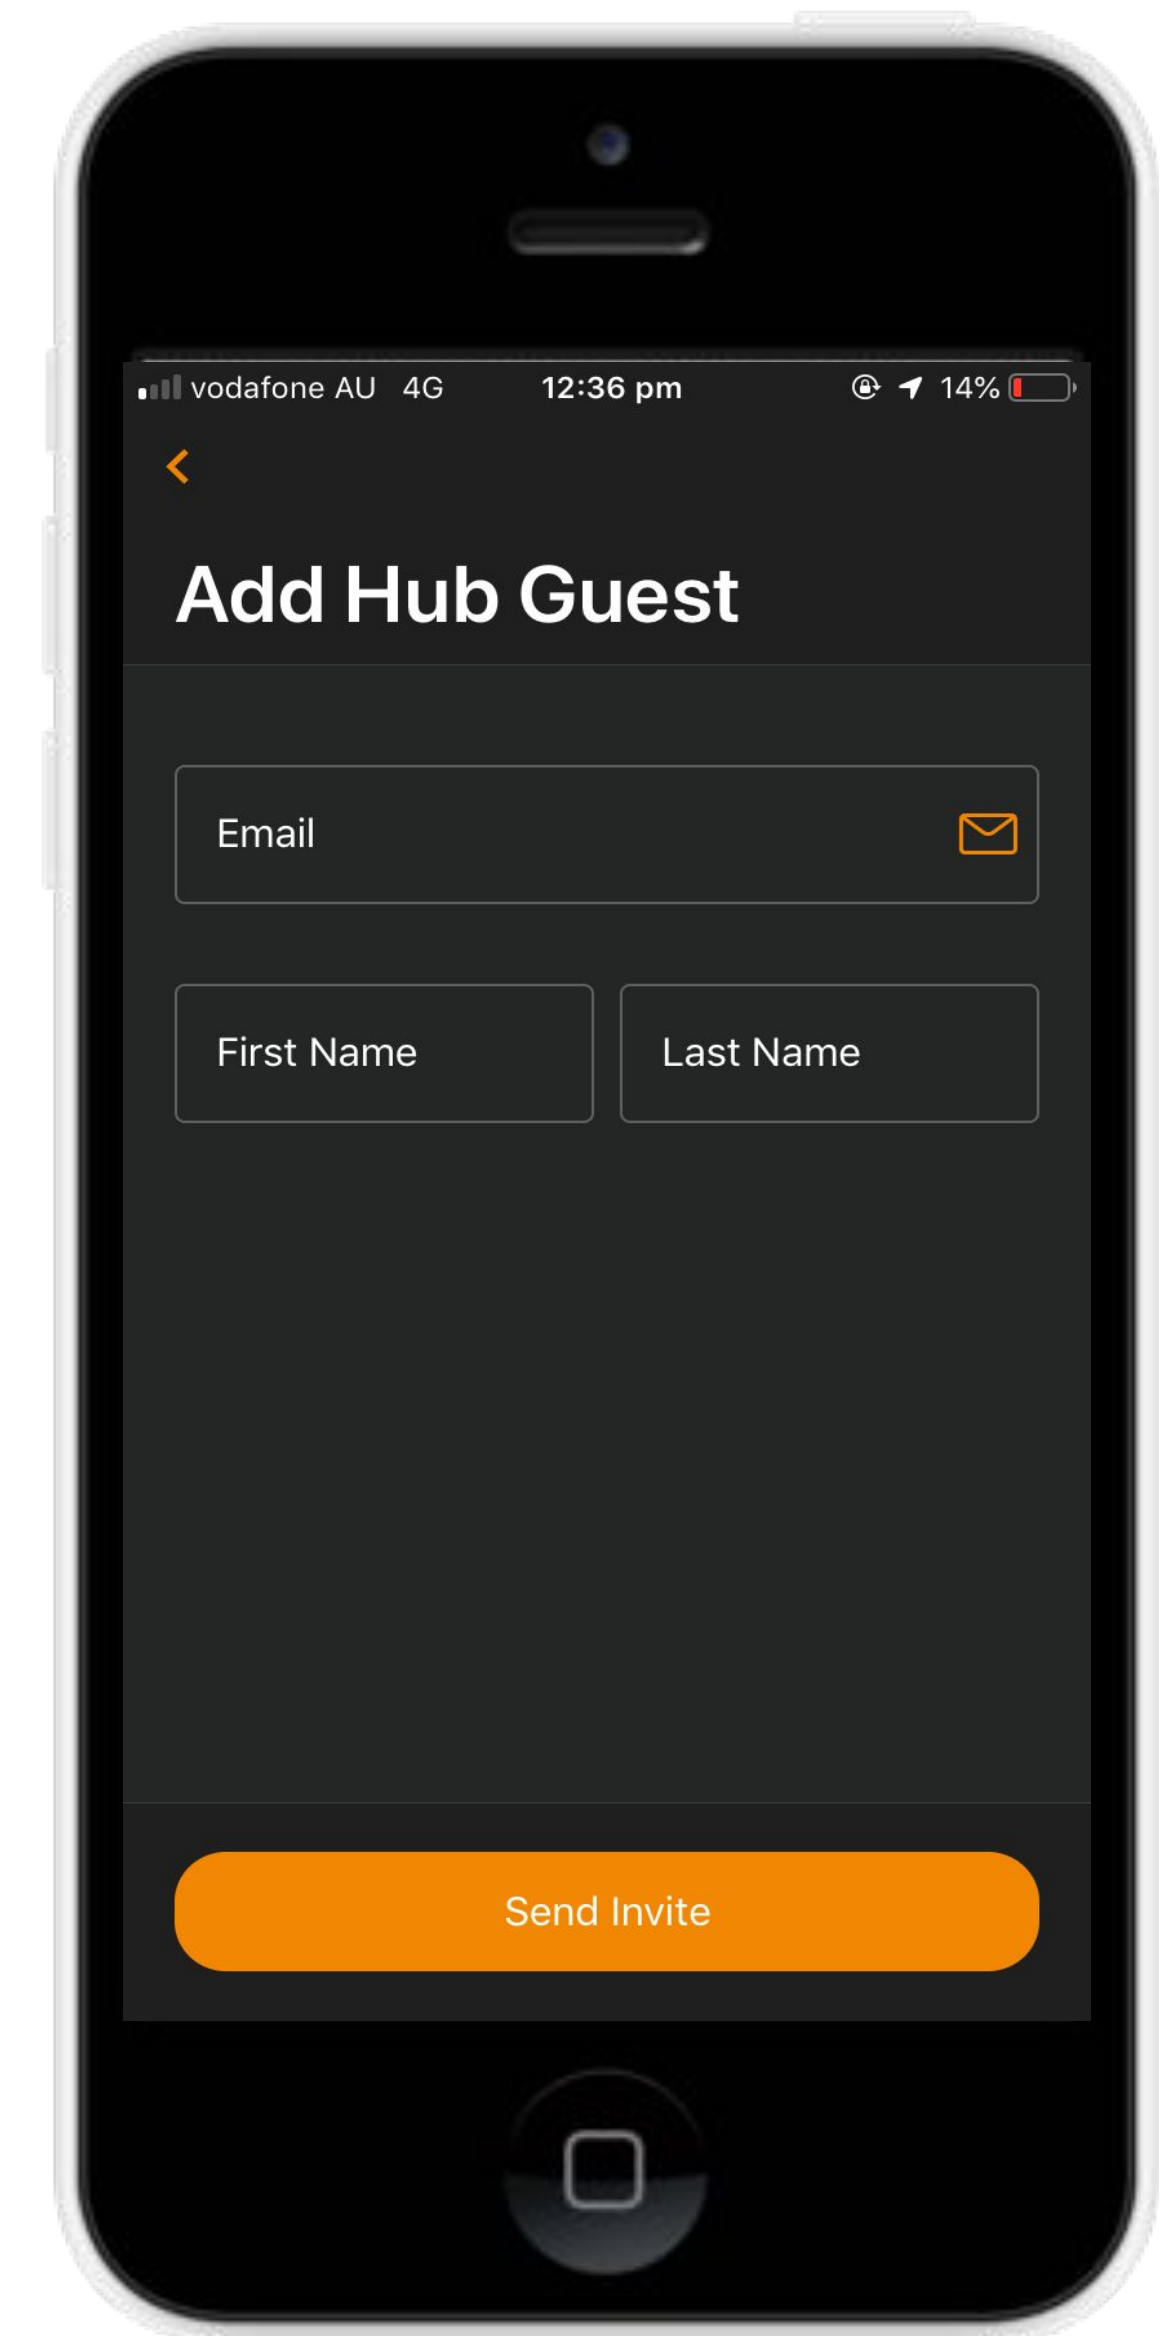 vodafone AU 4G 12:36 pm 14%
Add Hub Guest
Email
First Name Last Name
Send Invite